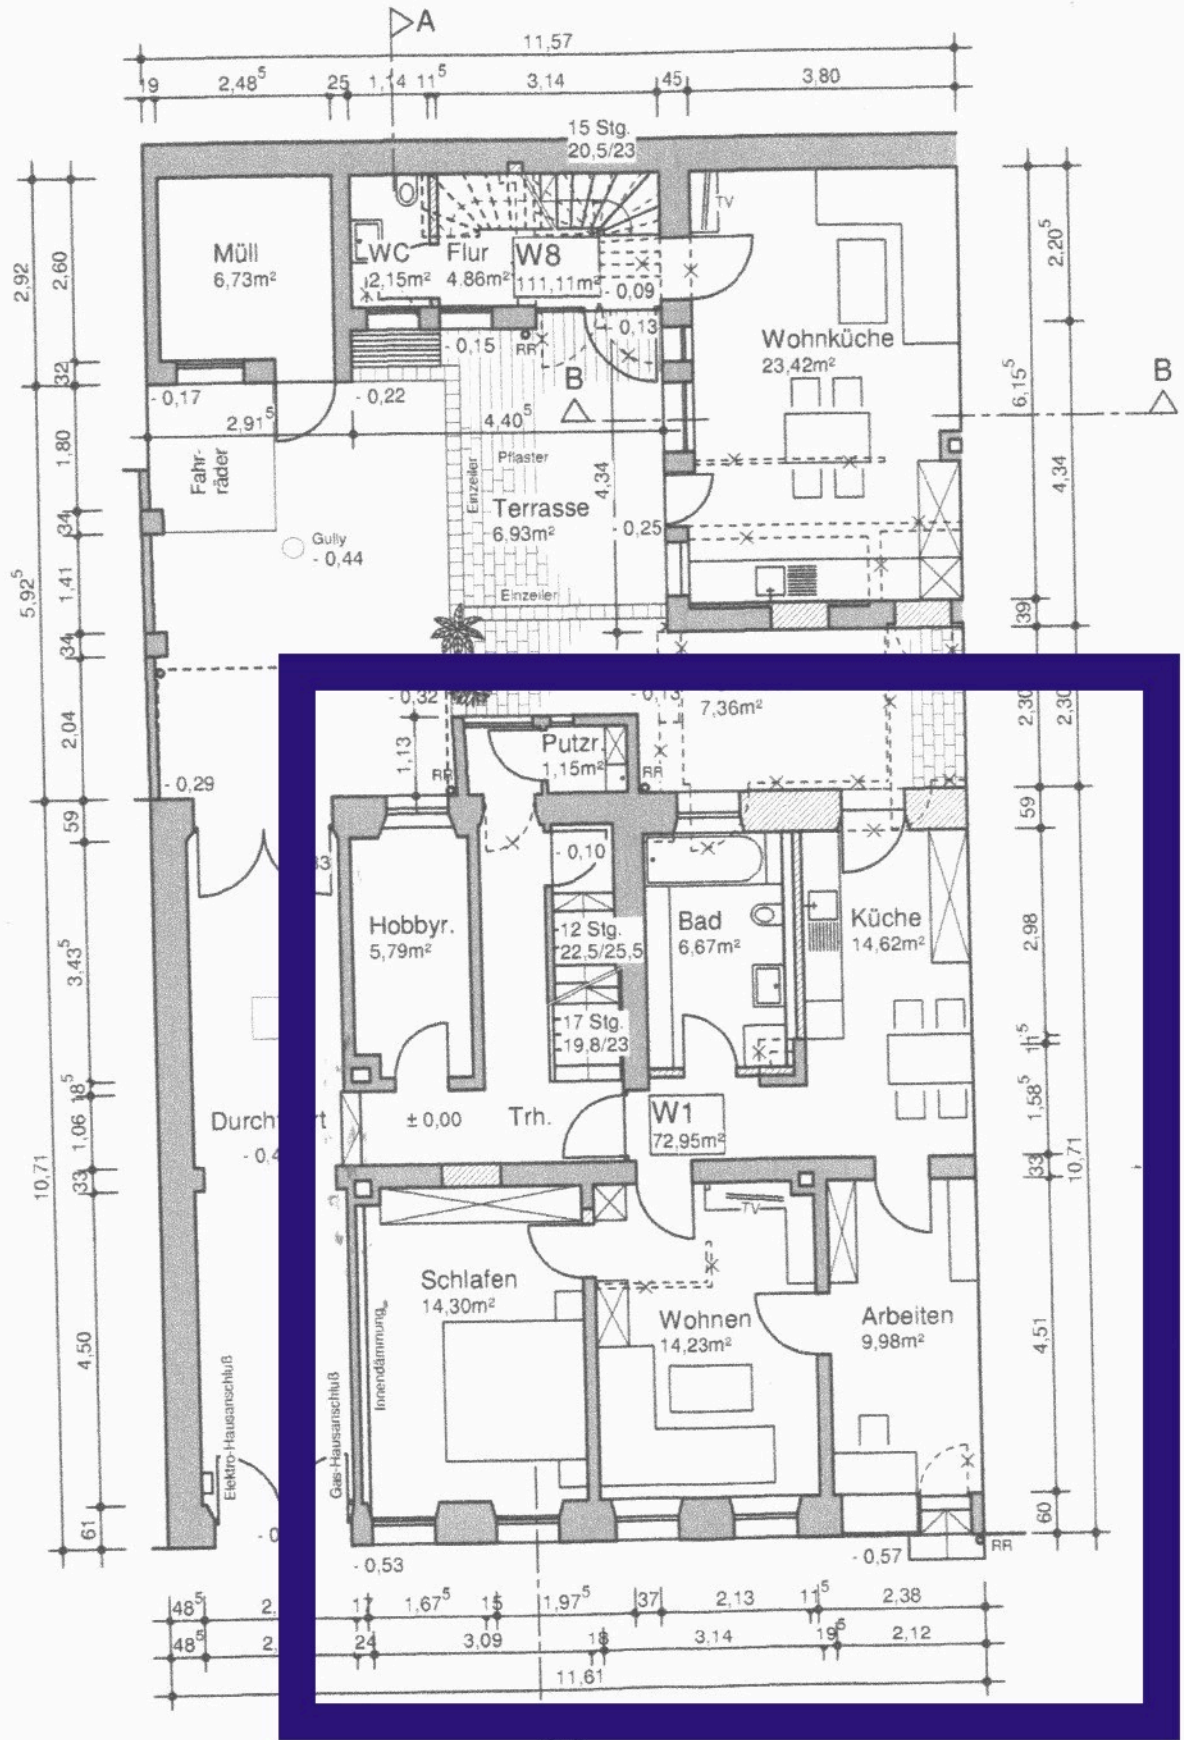 A
11,57
19 2,48⁵ 25 1,14 11⁵ 3,14 45 3,80
15 Stg.
20,5/23
TV
Müll
6,73m²
WC
2,15m²
Flur
4.86m²
W8
111,11m²
- 0,09
- 0,13
- 0,15
RR
Wohnküche
23,42m²
2,92
2,60
32
2,20⁵
6,15⁵
B
B
- 0,17
- 0,22
2,91⁵
4,40⁵
Fahr-
räder
Einzeiler
Pflaster
Terrasse
6,93m²
4,34
- 0,25
4,34
1,80
34
Gully
- 0,44
Einzeiler
5,92⁵
1,41
34
39
2,04
- 0,32
- 0,13
7,36m²
2,30
2,30
1,13
RR
Putzr.
1,15m²
RR
- 0,29
59
59
- 0,10
Hobbyr.
5,79m²
12 Stg.
22,5/25,5
Bad
6,67m²
Küche
14,62m²
3,43⁵
2,98
17 Stg.
19,8/23
11⁵
18⁵
1,58⁵
Durchf
rt
± 0,00
Trh.
W1
72,95m²
1,06
33
33
10,71
10,71
TV
Schlafen
14,30m²
Wohnen
14,23m²
Arbeiten
9,98m²
4,50
4,51
Innendämmung
Elektro-Hausanschluß
Gas-Hausanschluß
61
60
- 0,53
- 0,57
RR
48⁵ 2, 17 1,67⁵ 15 1,97⁵ 37 2,13 11⁵ 2,38
48⁵ 2, 24 3,09 18 3,14 19⁵ 2,12
11,61